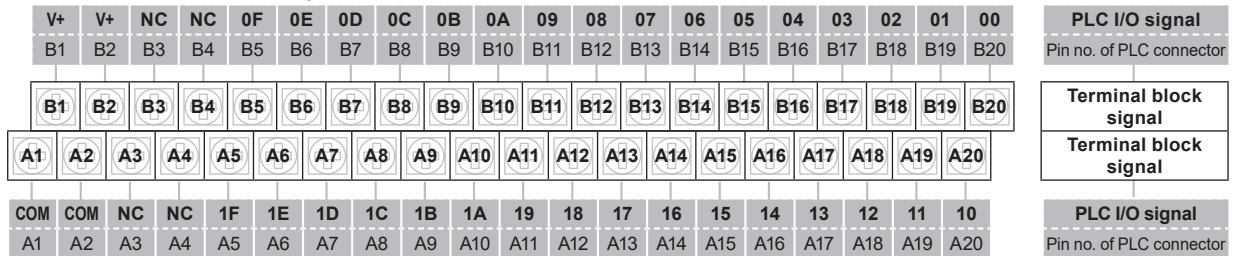 V+ V+ NC NC 0F 0E 0D 0C 0B 0A 09 08 07 06 05 04 03 02 01 00 PLC I/O signal
B1 B2 B3 B4 B5 B6 B7 B8 B9 B10 B11 B12 B13 B14 B15 B16 B17 B18 B19 B20 Pin no. of PLC connector
B1 B2 B3 B4 B5 B6 B7 B8 B9 B10 B11 B12 B13 B14 B15 B16 B17 B18 B19 B20 Terminal block
signal
A1 A2 A3 A4 A5 A6 A7 A8 A9 A10 A11 A12 A13 A14 A15 A16 A17 A18 A19 A20 Terminal block
signal
COM COM NC NC 1F 1E 1D 1C 1B 1A 19 18 17 16 15 14 13 12 11 10 PLC I/O signal
A1 A2 A3 A4 A5 A6 A7 A8 A9 A10 A11 A12 A13 A14 A15 A16 A17 A18 A19 A20 Pin no. of PLC connector